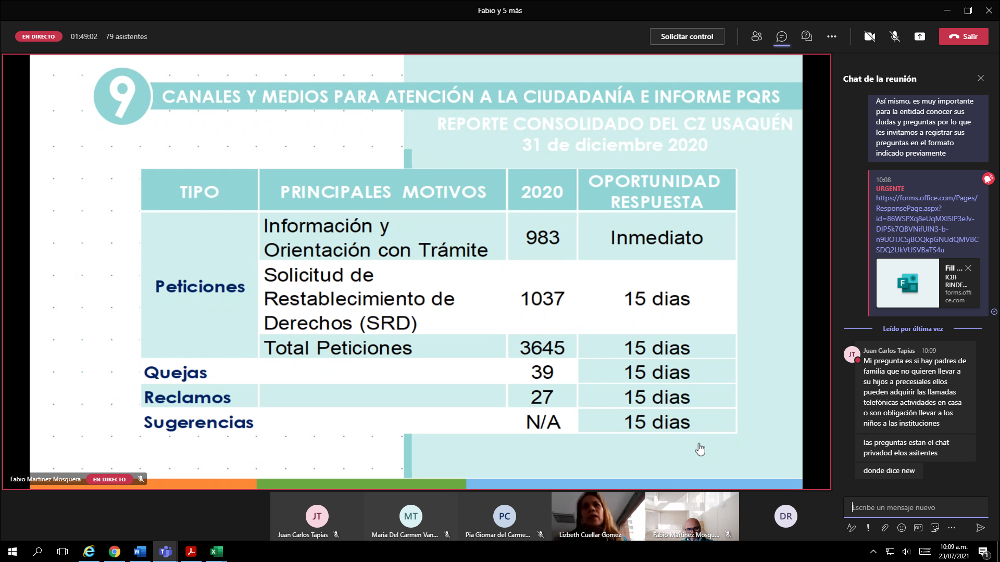 Fabio y 5 más
EN DIRECTO
01:49:02
79 asistentes
Solicitar control
Salir
9
CANALES Y MEDIOS PARA ATENCIÓN A LA CIUDADANÍA E INFORME PQRS
REPORTE CONSOLIDADO DEL CZ USAQUÉN
31 de diciembre 2020
TIPO
PRINCIPALES MOTIVOS
2020
OPORTUNIDAD
RESPUESTA
Peticiones
Información y
Orientación con Trámite
983
Inmediato
Solicitud de
Restablecimiento de
Derechos (SRD)
1037
15 dias
Total Peticiones
3645
15 dias
Quejas
39
15 dias
Reclamos
27
15 dias
Sugerencias
N/A
15 dias
Fabio Martinez Mosquera
EN DIRECTO
JT
Juan Carlos Tapias
MT
Maria Del Carmen Van...
PC
Pia Giomar del Carme...
Lizbeth Cuellar Gomez
Fabio Martinez Mosqu...
DR
Chat de la reunión
Así mismo, es muy importante
para la entidad conocer sus
dudas y preguntas por lo que
les invitamos a registrar sus
preguntas en el formato
indicado previamente
10:08
URGENTE
https://forms.office.com/Pages/
ResponsePage.aspx?
id=86WSPXq8eUqMXI5IP3eJv-
DIP5k7QBVNifUIN3-b-
n9UOTJCSjBOQkpGNUdQMVBC
SDQ2UkVUSVBaTS4u
F
Fill ...
ICBF
RINDE...
forms.offi
ce.com
Leído por última vez
JT
Juan Carlos Tapias 10:09
Mi pregunta es si hay padres de
familia que no quieren llevar a
su hijos a precesiales ellos
pueden adquirir las llamadas
telefónicas actividades en casa
o son obligación llevar a los
niños a las instituciones
las preguntas estan el chat
privadod elos asitentes
donde dice new
Escribe un mensaje nuevo
GIF
10:09 a.m.
23/07/2021
1